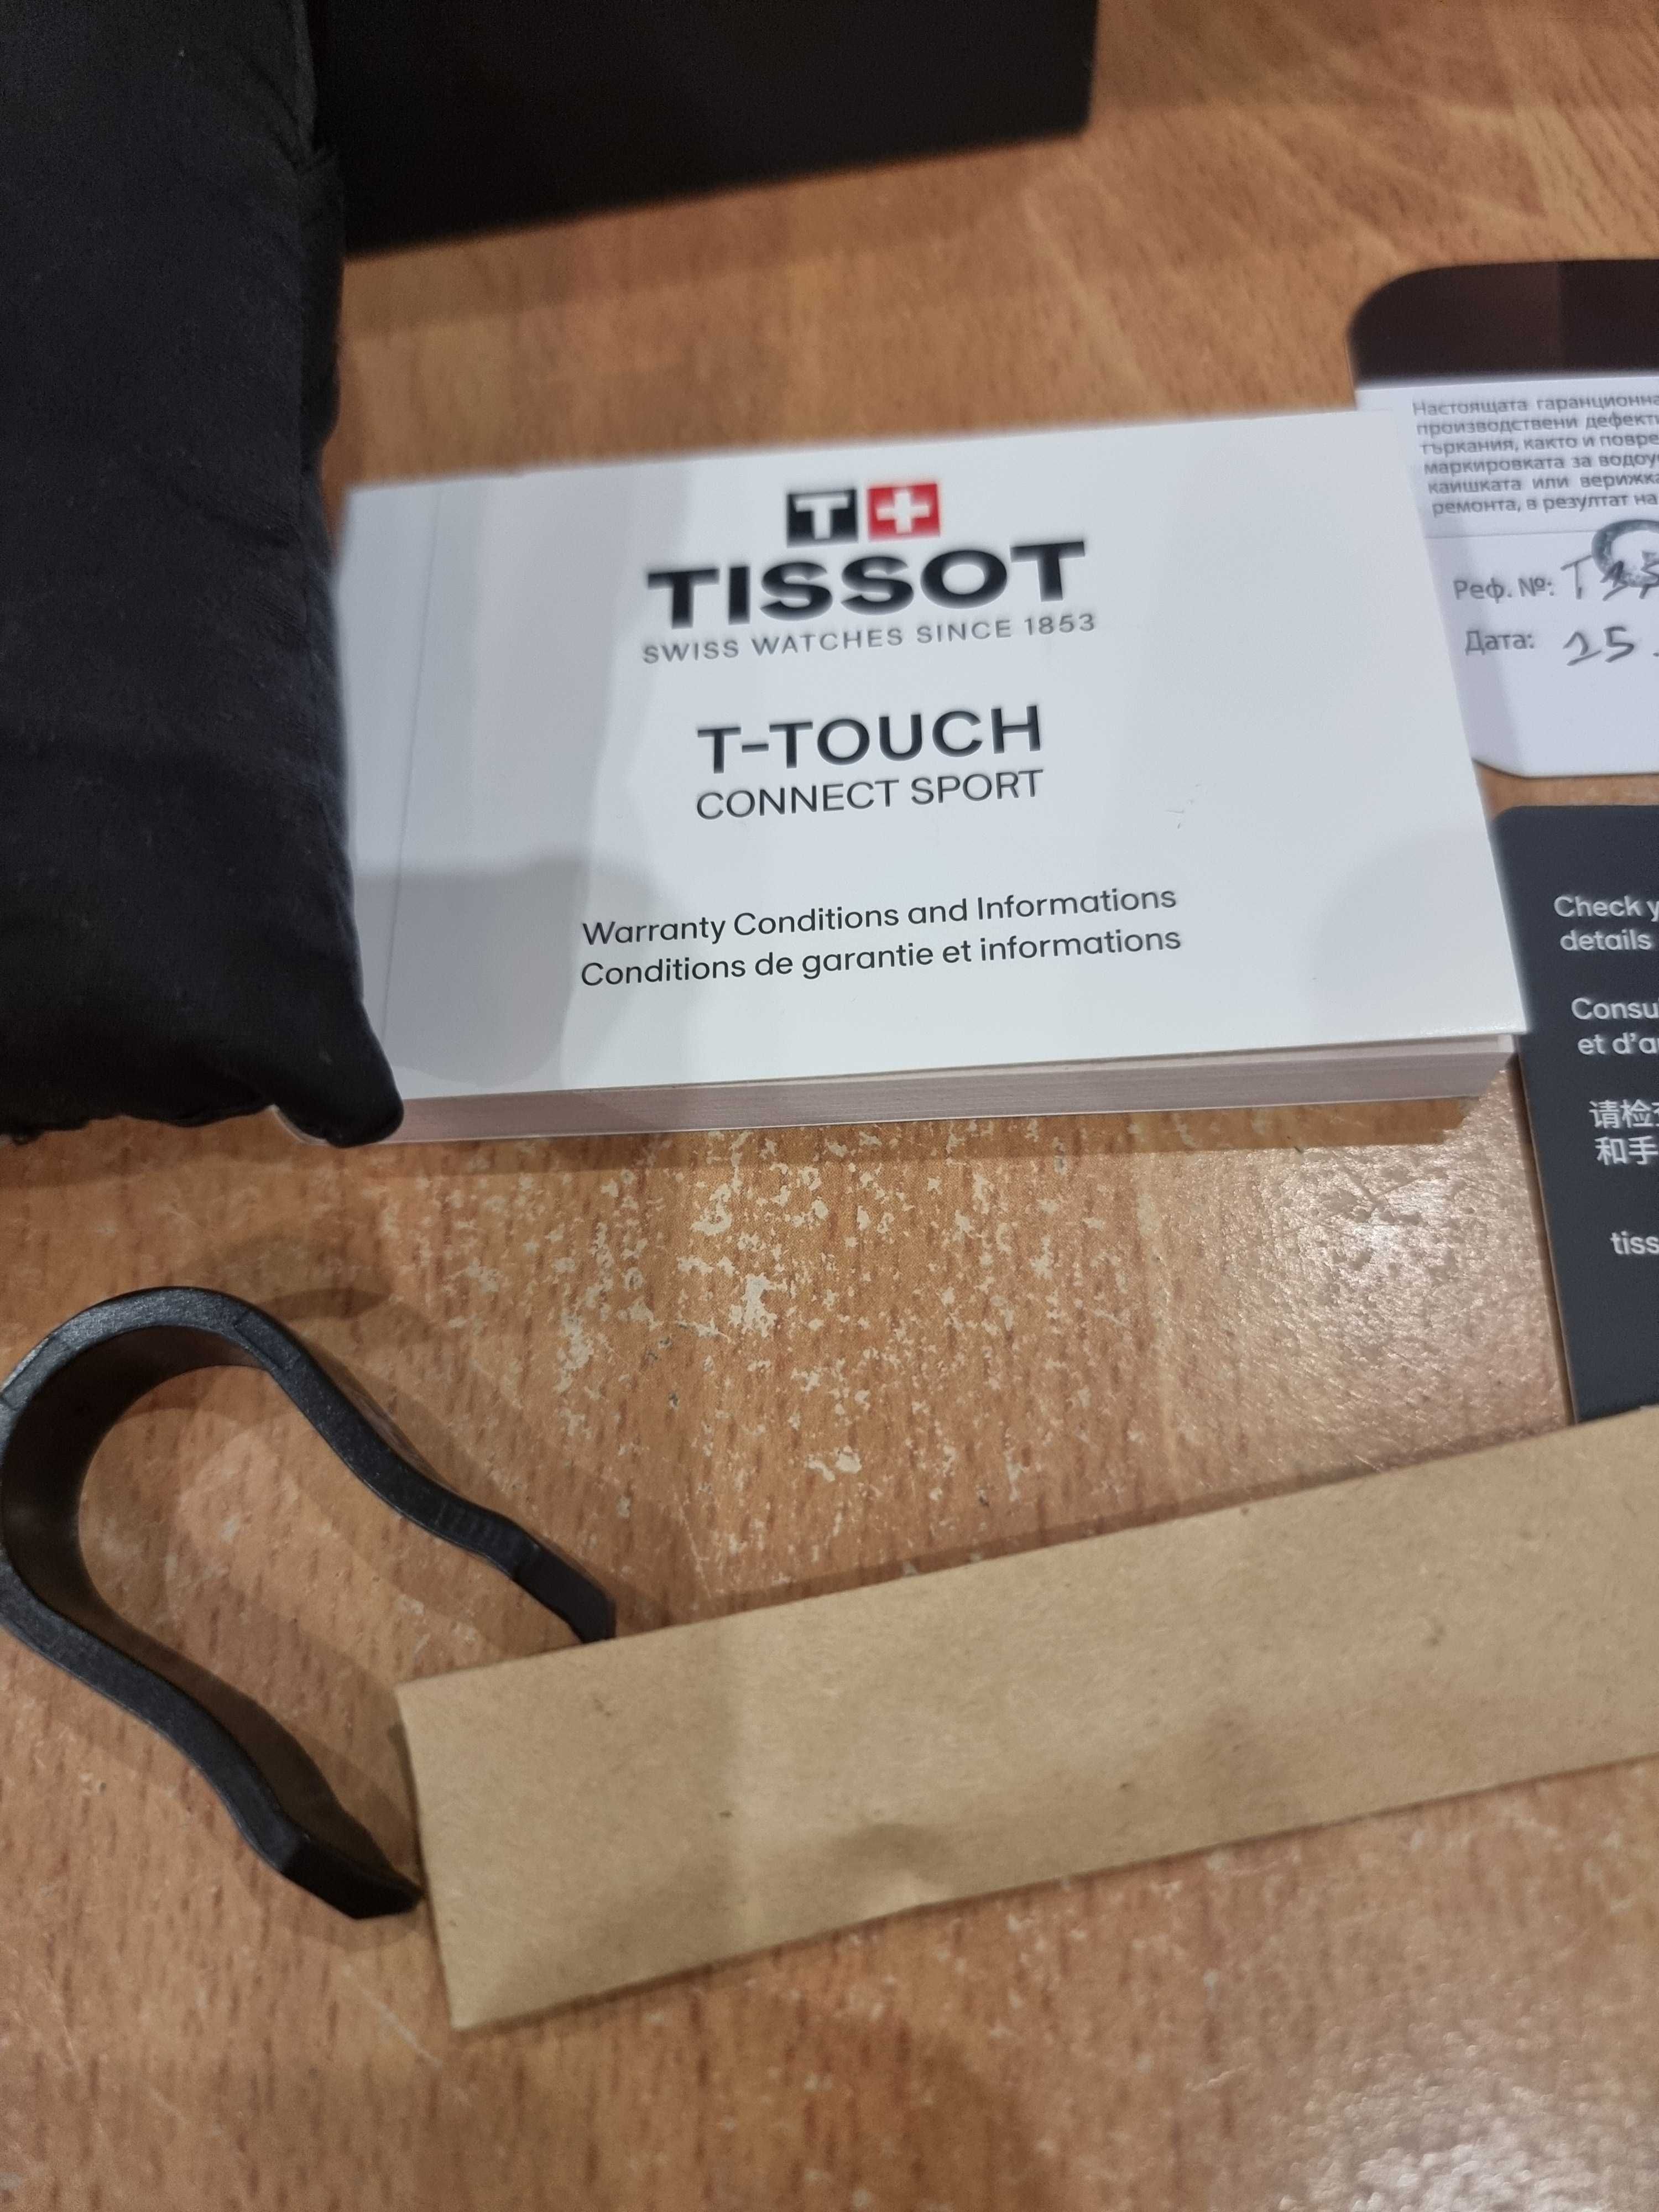 T
TISSOT
SWISS WATCHES SINCE 1853
T-TOUCH
CONNECT SPORT
Warranty Conditions and Informations
Conditions de garantie et informations
Настоящата гаранционна
производствени дефект
търкания, както и повре
маркировката за водоу
каишката или верижка
ремонта, в резултат на
Реф. №: T
Дата: 25
Check y
details
Consu
et d'a
请检查
和手
tiss